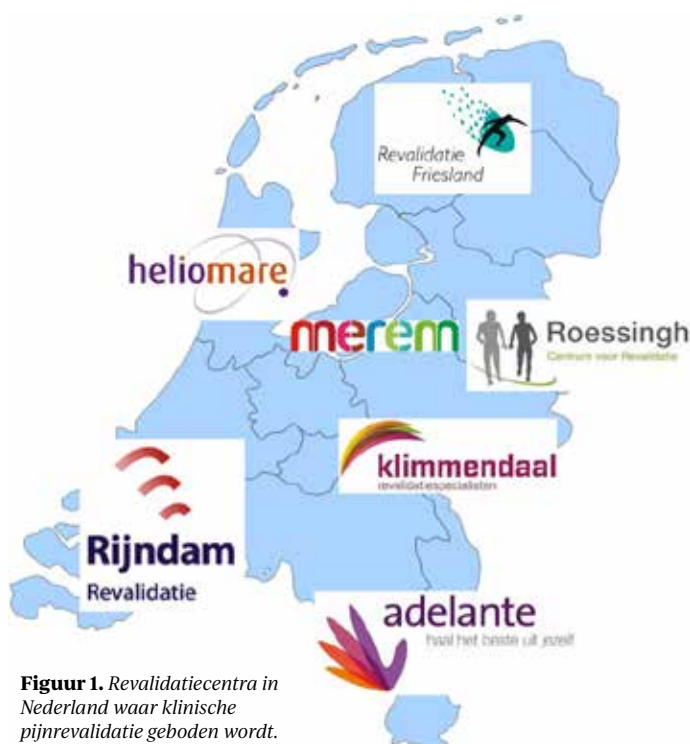 Revalidatie
Friesland
heliomare
merem
Roessingh
Centrum voor Revalidatie
klimmendaal
revalidatiespecialisten
Rijndam
Revalidatie
adelante
haal het beste uit jezelf
Figuur 1. Revalidatiecentra in
Nederland waar klinische
pijnrevalidatie geboden wordt.